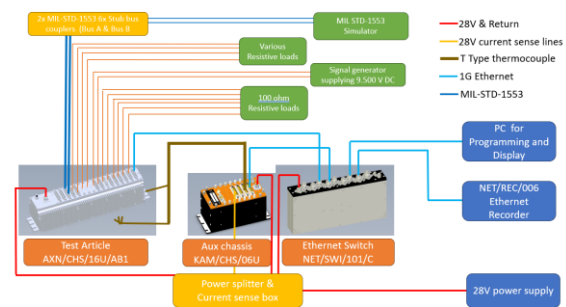 2x MIL-STD-1553 6x Stub bus
couplers (Bus A & Bus B
MIL STD-1553
Simulator
Various
Resistive loads
Signal generator
supplying 9.500 V DC
100 ohm
Resistive loads
28V & Return
28V current sense lines
T Type thermocouple
1G Ethernet
MIL-STD-1553
PC for
Programming and
Display
NET/REC/006
Ethernet
Recorder
Test Article
AXN/CHS/16U/AB1
Aux chassis
KAM/CHS/06U
Ethernet Switch
NET/SWI/101/C
Power splitter &
Current sense box
28V power supply